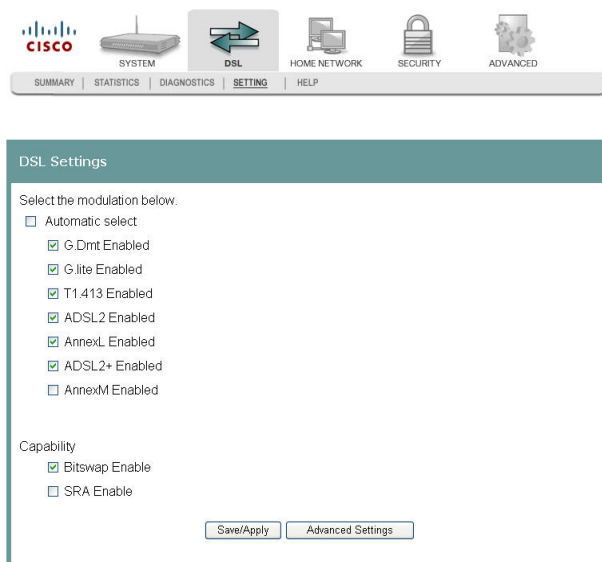 CISCO
SYSTEM DSL HOME NETWORK SECURITY ADVANCED
SUMMARY | STATISTICS | DIAGNOSTICS | SETTING | HELP
DSL Settings
Select the modulation below.
Automatic select
G.Dmt Enabled
G.lite Enabled
T1.413 Enabled
ADSL2 Enabled
AnnexL Enabled
ADSL2+ Enabled
AnnexM Enabled
Capability
Bitswap Enable
SRA Enable
Save/Apply Advanced Settings